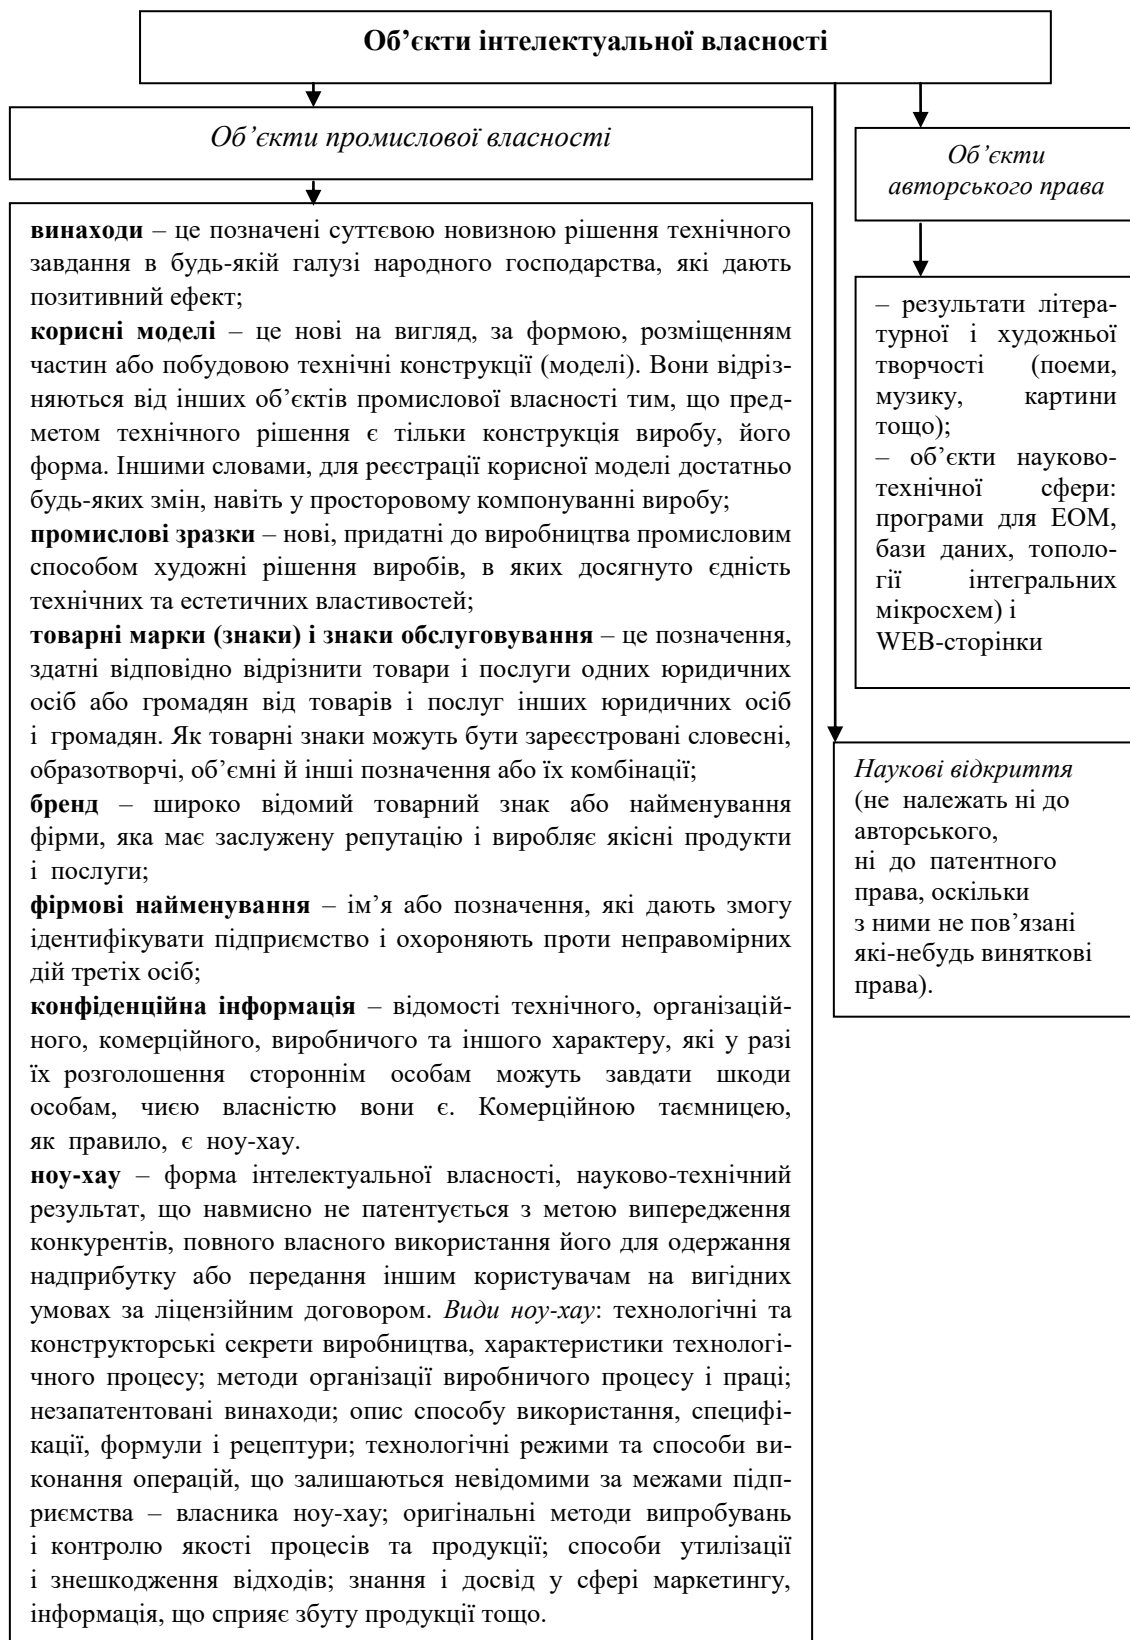 Об’єкти інтелектуальної власності
Об’єкти промислової власності
винаходи – це позначені суттєвою новизною рішення технічного
завдання в будь-якій галузі народного господарства, які дають
позитивний ефект;
корисні моделі – це нові на вигляд, за формою, розміщенням
частин або побудовою технічні конструкції (моделі). Вони відріз-
няються від інших об’єктів промислової власності тим, що пред-
метом технічного рішення є тільки конструкція виробу, його
форма. Іншими словами, для реєстрації корисної моделі достатньо
будь-яких змін, навіть у просторовому компонуванні виробу;
промислові зразки – нові, придатні до виробництва промисловим
способом художні рішення виробів, в яких досягнуто єдність
технічних та естетичних властивостей;
товарні марки (знаки) і знаки обслуговування – це позначення,
здатні відповідно відрізнити товари і послуги одних юридичних
осіб або громадян від товарів і послуг інших юридичних осіб
і громадян. Як товарні знаки можуть бути зареєстровані словесні,
образотворчі, об’ємні й інші позначення або їх комбінації;
бренд – широко відомий товарний знак або найменування
фірми, яка має заслужену репутацію і виробляє якісні продукти
і послуги;
фірмові найменування – ім’я або позначення, які дають змогу
ідентифікувати підприємство і охороняють проти неправомірних
дій третіх осіб;
конфіденційна інформація – відомості технічного, організацій-
ного, комерційного, виробничого та іншого характеру, які у разі
їх розголошення стороннім особам можуть завдати шкоди
особам, чиєю власністю вони є. Комерційною таємницею,
як правило, є ноу-хау.
ноу-хау – форма інтелектуальної власності, науково-технічний
результат, що навмисно не патентується з метою випередження
конкурентів, повного власного використання його для одержання
надприбутку або передання іншим користувачам на вигідних
умовах за ліцензійним договором. Види ноу-хау: технологічні та
конструкторські секрети виробництва, характеристики технологі-
чного процесу; методи організації виробничого процесу і праці;
незапатентовані винаходи; опис способу використання, специфі-
кації, формули і рецептури; технологічні режими та способи ви-
конання операцій, що залишаються невідомими за межами підп-
риємства – власника ноу-хау; оригінальні методи випробувань
і контролю якості процесів та продукції; способи утилізації
і знешкодження відходів; знання і досвід у сфері маркетингу,
інформація, що сприяє збуту продукції тощо.
Об’єкти
авторського права
– результати літера-
турної і художньої
творчості (поеми,
музику, картини
тощо);
– об’єкти науково-
технічної сфери:
програми для ЕОМ,
бази даних, тополо-
гії інтегральних
мікросхем) і
WEB-сторінки
Наукові відкриття
(не належать ні до
авторського,
ні до патентного
права, оскільки
з ними не пов’язані
які-небудь виняткові
права).